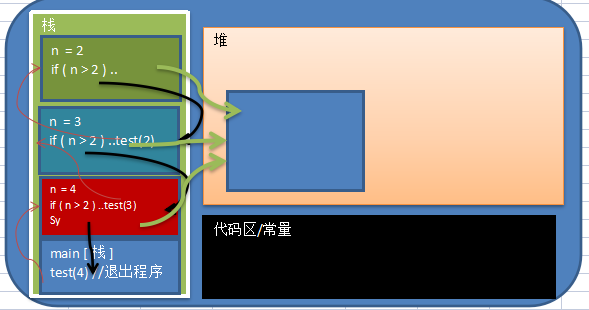 栈
n = 2
if ( n > 2 ) ..
n = 3
if ( n > 2 ) ..test(2)
n = 4
if ( n > 2 ) ..test(3)
Sy
main [ 栈 ]
test(4) //退出程序
堆
代码区/常量